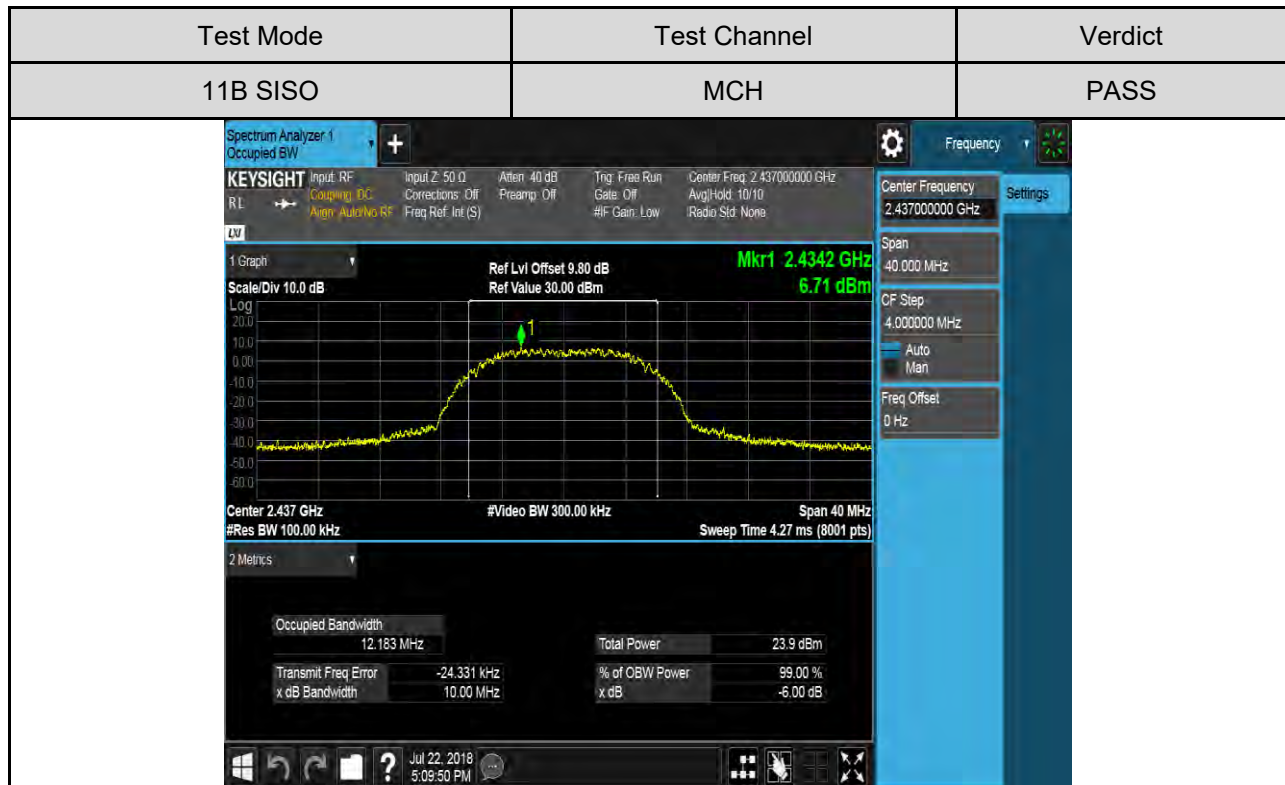 Test Mode Test Channel Verdict
11B SISO MCH PASS
Spectrum Analyzer 1
Occupied BW
+
Frequency
KEYSIGHT Input: RF Input Z: 50 Ω Atten: 40 dB Trig: Free Run Center Freq: 2.437000000 GHz
RL Coupling: DC Corrections: Off Preamp: Off Gate: Off Avg|Hold: 10/10
Align: Auto/No RF Freq Ref: Int (S) #IF Gain: Low Radio Std: None
LXI
Center Frequency
2.437000000 GHz
Settings
Span
40.000 MHz
CF Step
4.000000 MHz
Auto
Man
Freq Offset
0 Hz
1 Graph
Ref Lvl Offset 9.80 dB
Mkr1 2.4342 GHz
Scale/Div 10.0 dB Ref Value 30.00 dBm 6.71 dBm
Log
20.0
10.0
0.00
-10.0
-20.0
-30.0
-40.0
-50.0
-60.0
1
Center 2.437 GHz #Video BW 300.00 kHz Span 40 MHz
#Res BW 100.00 kHz Sweep Time 4.27 ms (8001 pts)
2 Metrics
Occupied Bandwidth
12.183 MHz Total Power 23.9 dBm
Transmit Freq Error -24.331 kHz % of OBW Power 99.00 %
x dB Bandwidth 10.00 MHz x dB -6.00 dB
? Jul 22, 2018
5:09:50 PM